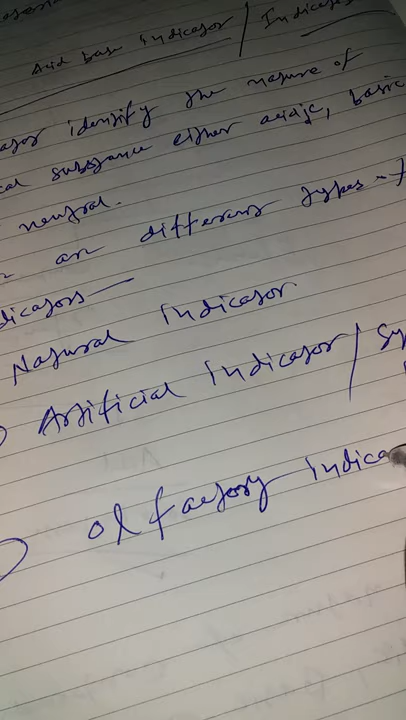 Acid base indicator / Indicator
identify the nature of
substance either acidic, basic
neutral.
are different types of
indicators —
Natural indicator
Artificial indicator / Sy
olfactory indica